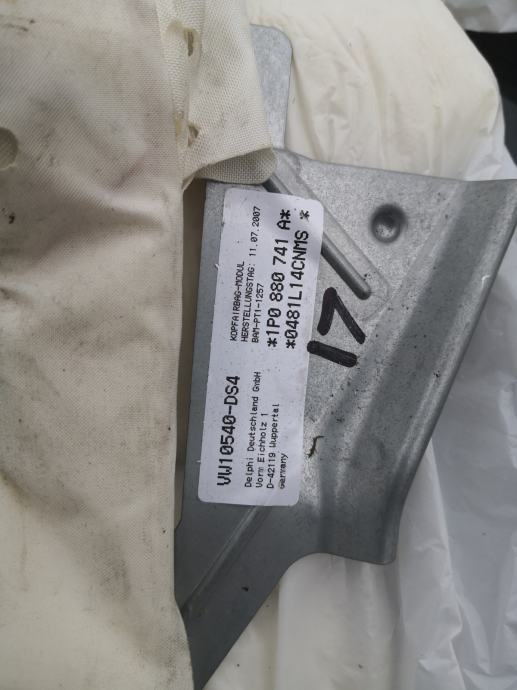 VW10540-DS4
Delphi Deutschland GmbH
Vorm Eichholz 1
D-42119 Wuppertal
Germany
KOPFAIRBAG-MODUL
HERSTELLUNGSTAG: 11.07.2007
BAM-PT1-1257
*1P0 880 741 A*
*0481L14CNMS *
17